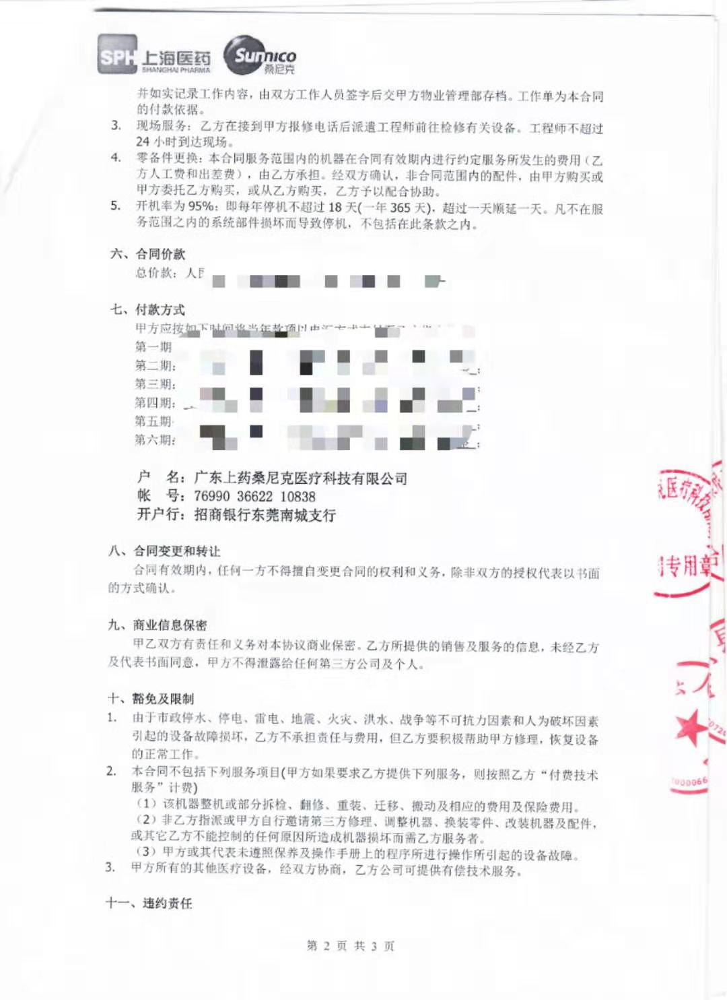 SPH 上海医药
SHANGHAI PHARMA
Sunnico
桑尼克
并如实记录工作内容，由双方工作人员签字后交甲方物业管理部存档。工作单为本合同
的付款依据。
3. 现场服务：乙方在接到甲方报修电话后派遣工程师前往检修有关设备。工程师不超过
24 小时到达现场。
4. 零备件更换：本合同服务范围内的机器在合同有效期内进行约定服务所发生的费用（乙
方人工费和出差费），由乙方承担。经双方确认，非合同范围内的配件，由甲方购买或
甲方委托乙方购买，或从乙方购买，乙方予以配合协助。
5. 开机率为 95%：即每年停机不超过 18 天(一年 365 天)，超过一天顺延一天。凡不在服
务范围之内的系统部件损坏而导致停机，不包括在此条款之内。
六、合同价款
总价款：人民
七、付款方式
甲方应按如下时间将当年款项以电汇方式支付至乙方
第一期
第二期：
第三期：
第四期：
第五期
第六期：
户 名：广东上药桑尼克医疗科技有限公司
帐 号：76990 36622 10838
开户行：招商银行东莞南城支行
八、合同变更和转让
合同有效期内，任何一方不得擅自变更合同的权利和义务，除非双方的授权代表以书面
的方式确认。
九、商业信息保密
甲乙双方有责任和义务对本协议商业保密。乙方所提供的销售及服务的信息，未经乙方
及代表书面同意，甲方不得泄露给任何第三方公司及个人。
十、豁免及限制
1. 由于市政停水、停电、雷电、地震、火灾、洪水、战争等不可抗力因素和人为破坏因素
引起的设备故障损坏，乙方不承担责任与费用，但乙方要积极帮助甲方修理，恢复设备
的正常工作。
2. 本合同不包括下列服务项目(甲方如果要求乙方提供下列服务，则按照乙方“付费技术
服务”计费)
（1）该机器整机或部分拆检、翻修、重装、迁移、搬动及相应的费用及保险费用。
（2）非乙方指派或甲方自行邀请第三方修理、调整机器、换装零件、改装机器及配件，
或其它乙方不能控制的任何原因所造成机器损坏而需乙方服务者。
（3）甲方或其代表未遵照保养及操作手册上的程序所进行操作所引起的设备故障。
3. 甲方所有的其他医疗设备，经双方协商，乙方公司可提供有偿技术服务。
十一、违约责任
第 2 页 共 3 页
医疗科技
专用章
000066